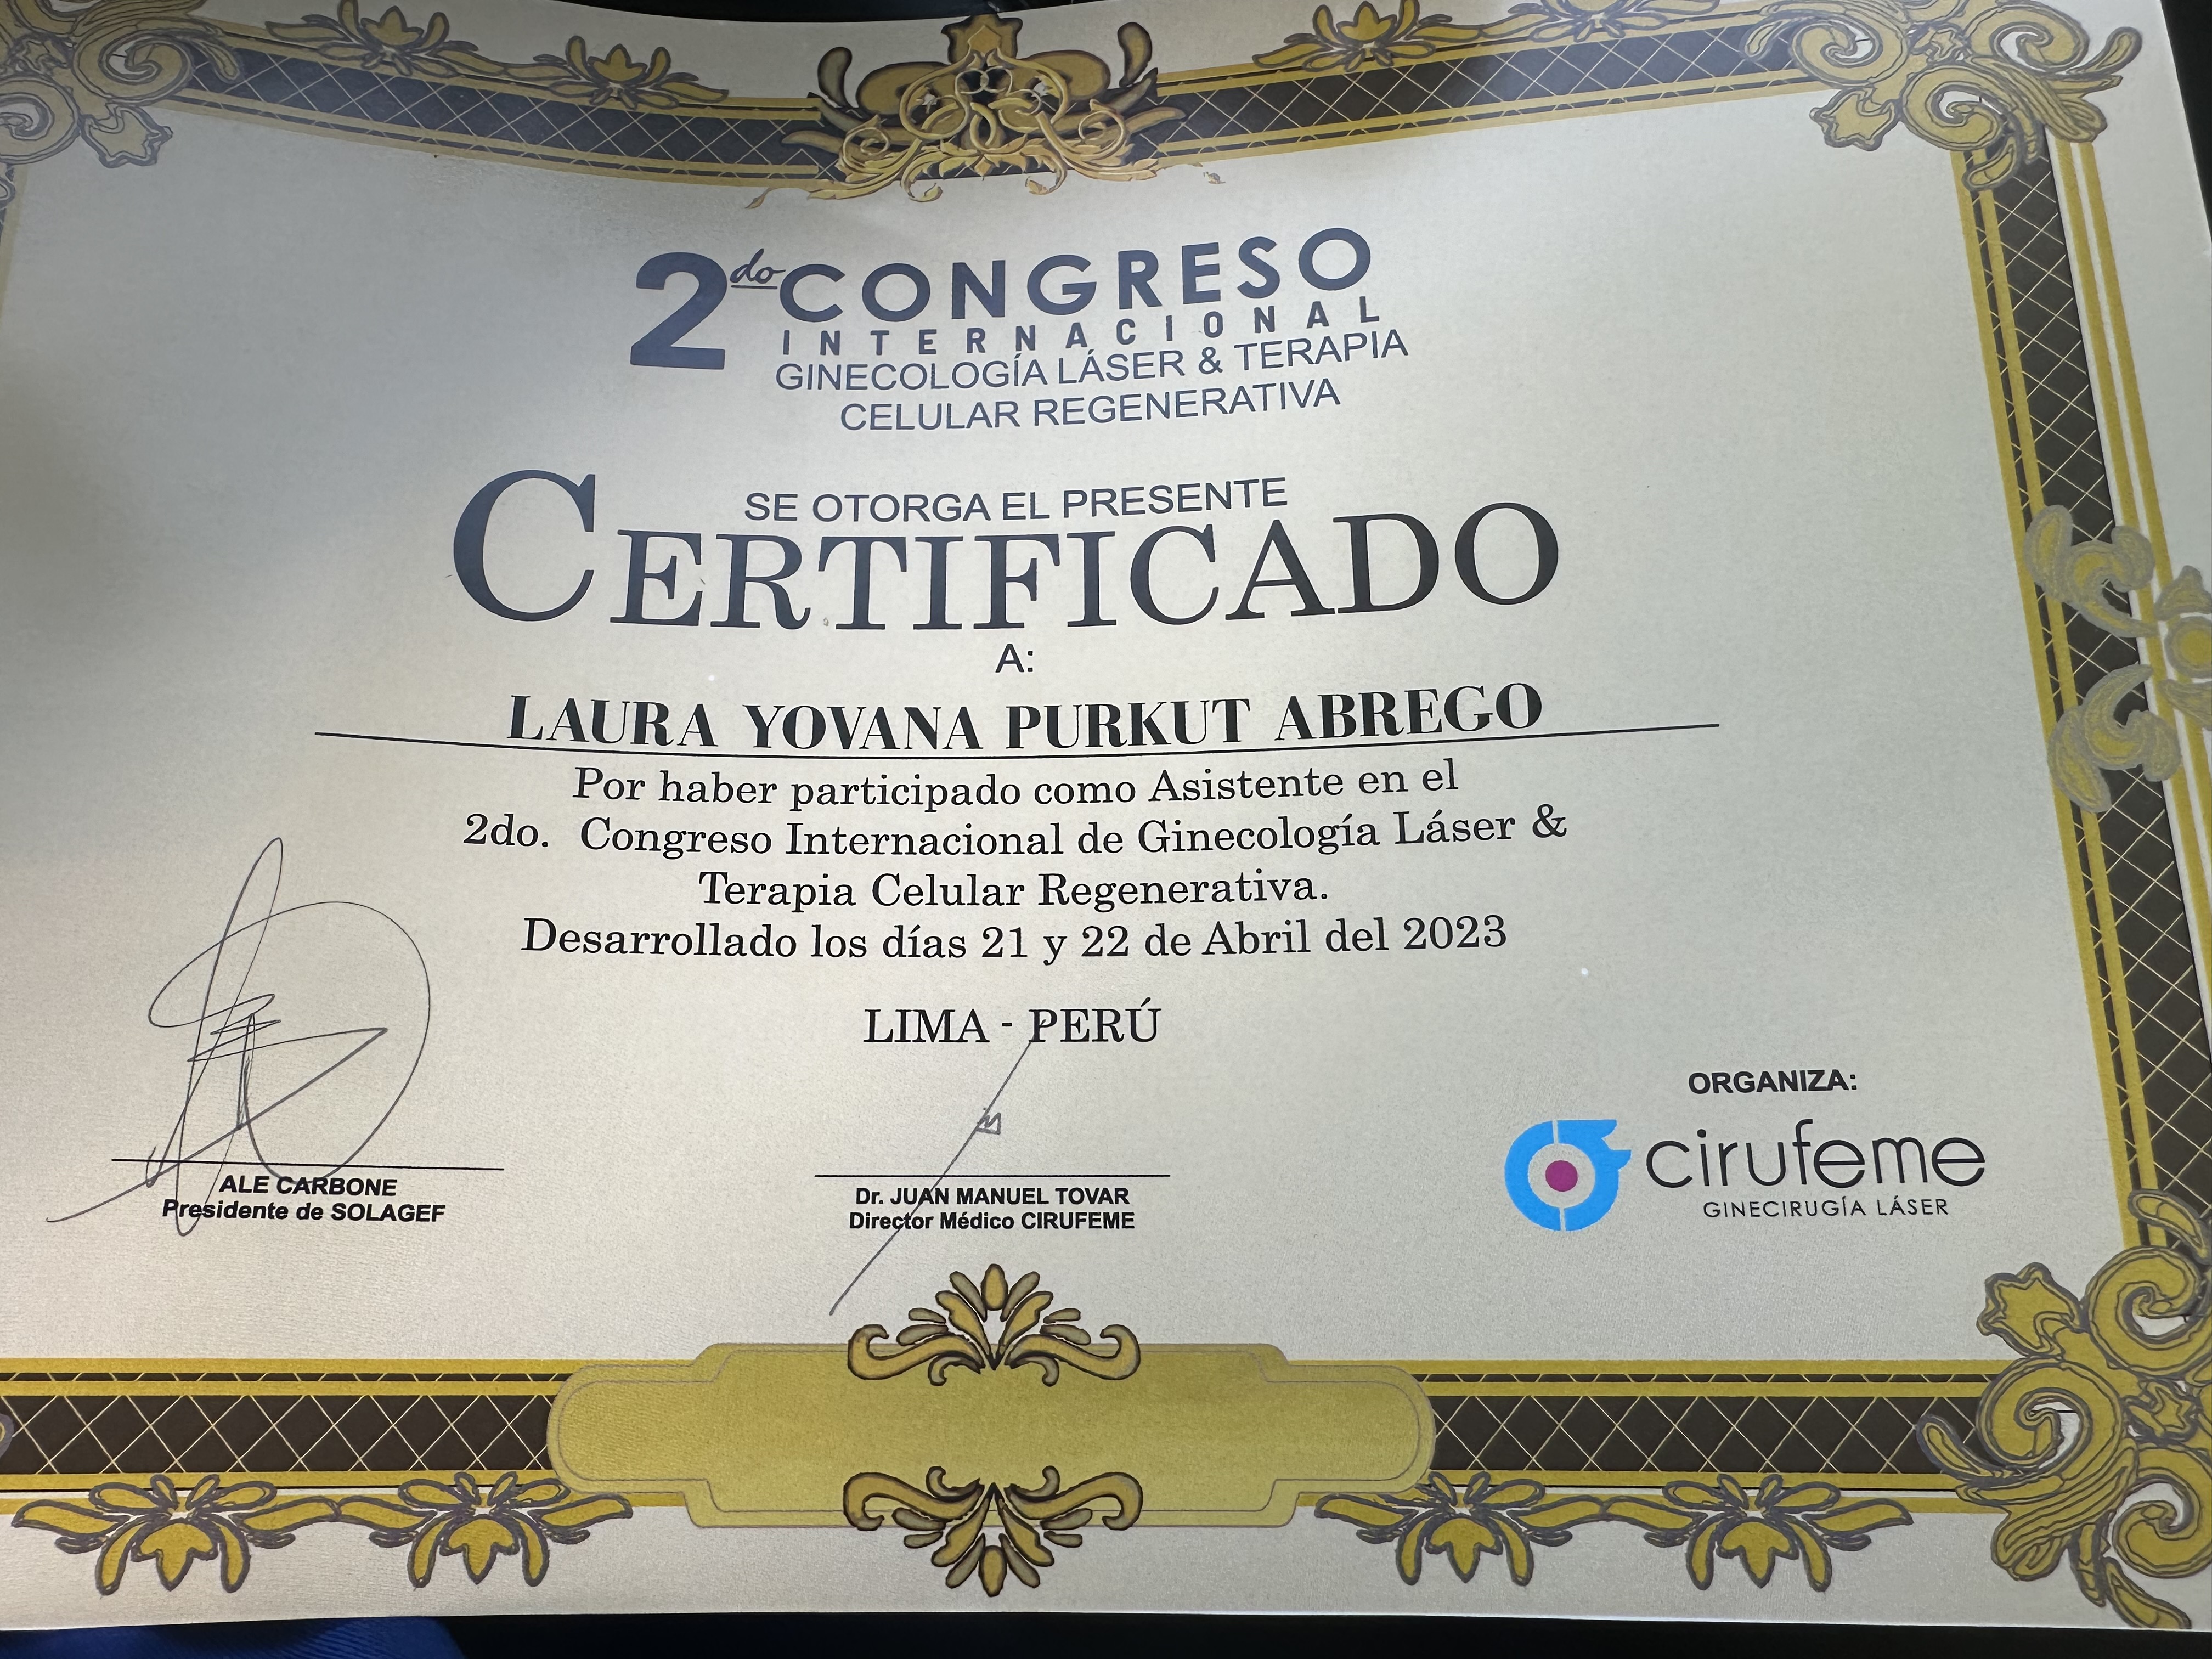 2do CONGRESO
INTERNACIONAL
GINECOLOGÍA LÁSER & TERAPIA
CELULAR REGENERATIVA
SE OTORGA EL PRESENTE
CERTIFICADO
A:
LAURA YOVANA PURKUT ABREGO
Por haber participado como Asistente en el
2do. Congreso Internacional de Ginecología Láser &
Terapia Celular Regenerativa.
Desarrollado los días 21 y 22 de Abril del 2023
LIMA - PERÚ
ALE CARBONE
Presidente de SOLAGEF
Dr. JUAN MANUEL TOVAR
Director Médico CIRUFEME
ORGANIZA:
cirufeme
GINECIRUGÍA LÁSER